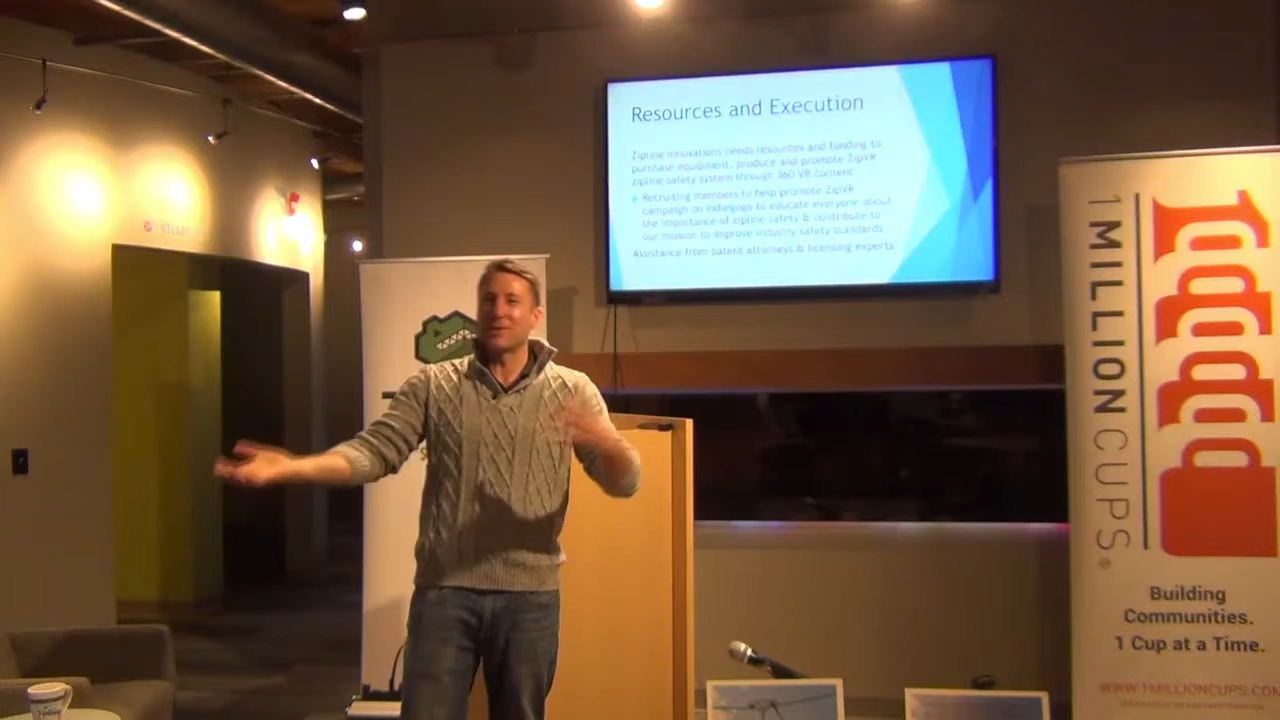 Resources and Execution
Zipline Innovations needs resources and funding to
purchase equipment, produce and promote ZipVR
zipline safety system through 360 VR content
Recruiting members to help promote ZipVR
campaign on Indiegogo to educate everyone about
the importance of zipline safety & contribute to
our mission to improve industry safety standards
Assistance from patent attorneys & licensing experts
1 MILLION CUPS®
Building
Communities.
1 Cup at a Time.
WWW.1MILLIONCUPS.COM